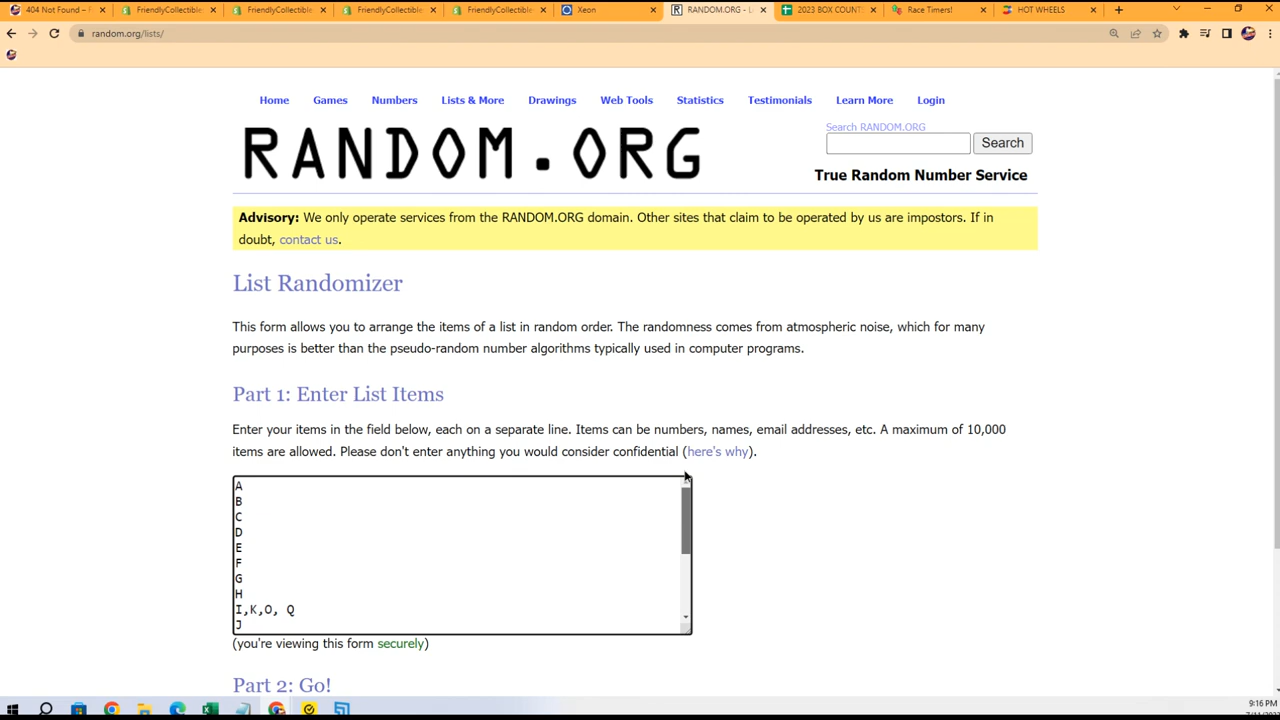 404 Not Found –
FriendlyCollectible
FriendlyCollectible
FriendlyCollectible
FriendlyCollectible
Xeon
RANDOM.ORG - L
2023 BOX COUNT
Race Timers!
HOT WHEELS
random.org/lists/
Home Games Numbers Lists & More Drawings Web Tools Statistics Testimonials Learn More Login
RANDOM.ORG
Search RANDOM.ORG
Search
True Random Number Service
Advisory: We only operate services from the RANDOM.ORG domain. Other sites that claim to be operated by us are impostors. If in
doubt, contact us.
List Randomizer
This form allows you to arrange the items of a list in random order. The randomness comes from atmospheric noise, which for many
purposes is better than the pseudo-random number algorithms typically used in computer programs.
Part 1: Enter List Items
Enter your items in the field below, each on a separate line. Items can be numbers, names, email addresses, etc. A maximum of 10,000
items are allowed. Please don't enter anything you would consider confidential (here's why).
A
B
C
D
E
F
G
H
I,K,O, Q
J
(you're viewing this form securely)
Part 2: Go!
9:16 PM